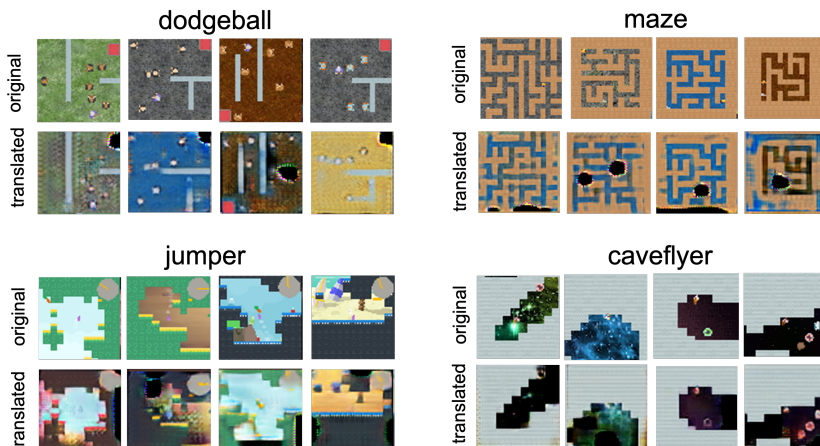 dodgeball
original
translated
maze
original
translated
jumper
original
translated
caveflyer
original
translated